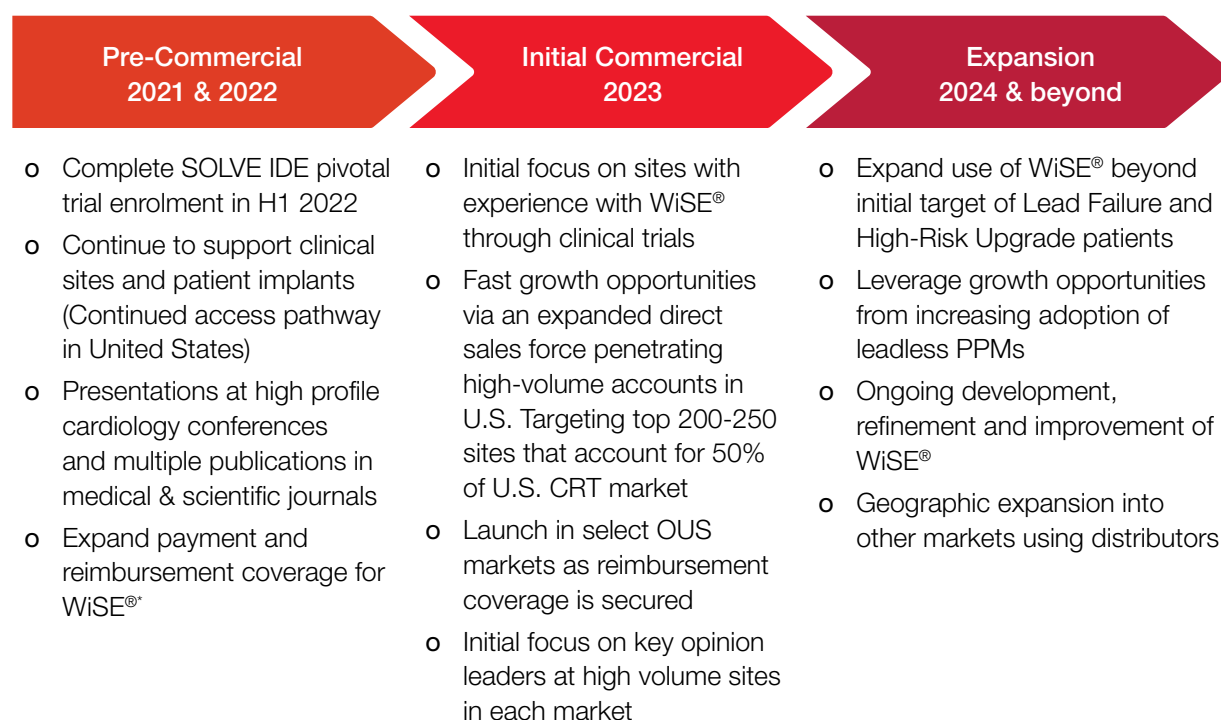 Pre-Commercial
2021 & 2022
o Complete SOLVE IDE pivotal
trial enrolment in H1 2022
o Continue to support clinical
sites and patient implants
(Continued access pathway
in United States)
o Presentations at high profile
cardiology conferences
and multiple publications in
medical & scientific journals
o Expand payment and
reimbursement coverage for
WiSE®*
Initial Commercial
2023
o Initial focus on sites with
experience with WiSE®
through clinical trials
o Fast growth opportunities
via an expanded direct
sales force penetrating
high-volume accounts in
U.S. Targeting top 200-250
sites that account for 50%
of U.S. CRT market
o Launch in select OUS
markets as reimbursement
coverage is secured
o Initial focus on key opinion
leaders at high volume sites
in each market
Expansion
2024 & beyond
o Expand use of WiSE® beyond
initial target of Lead Failure and
High-Risk Upgrade patients
o Leverage growth opportunities
from increasing adoption of
leadless PPMs
o Ongoing development,
refinement and improvement of
WiSE®
o Geographic expansion into
other markets using distributors